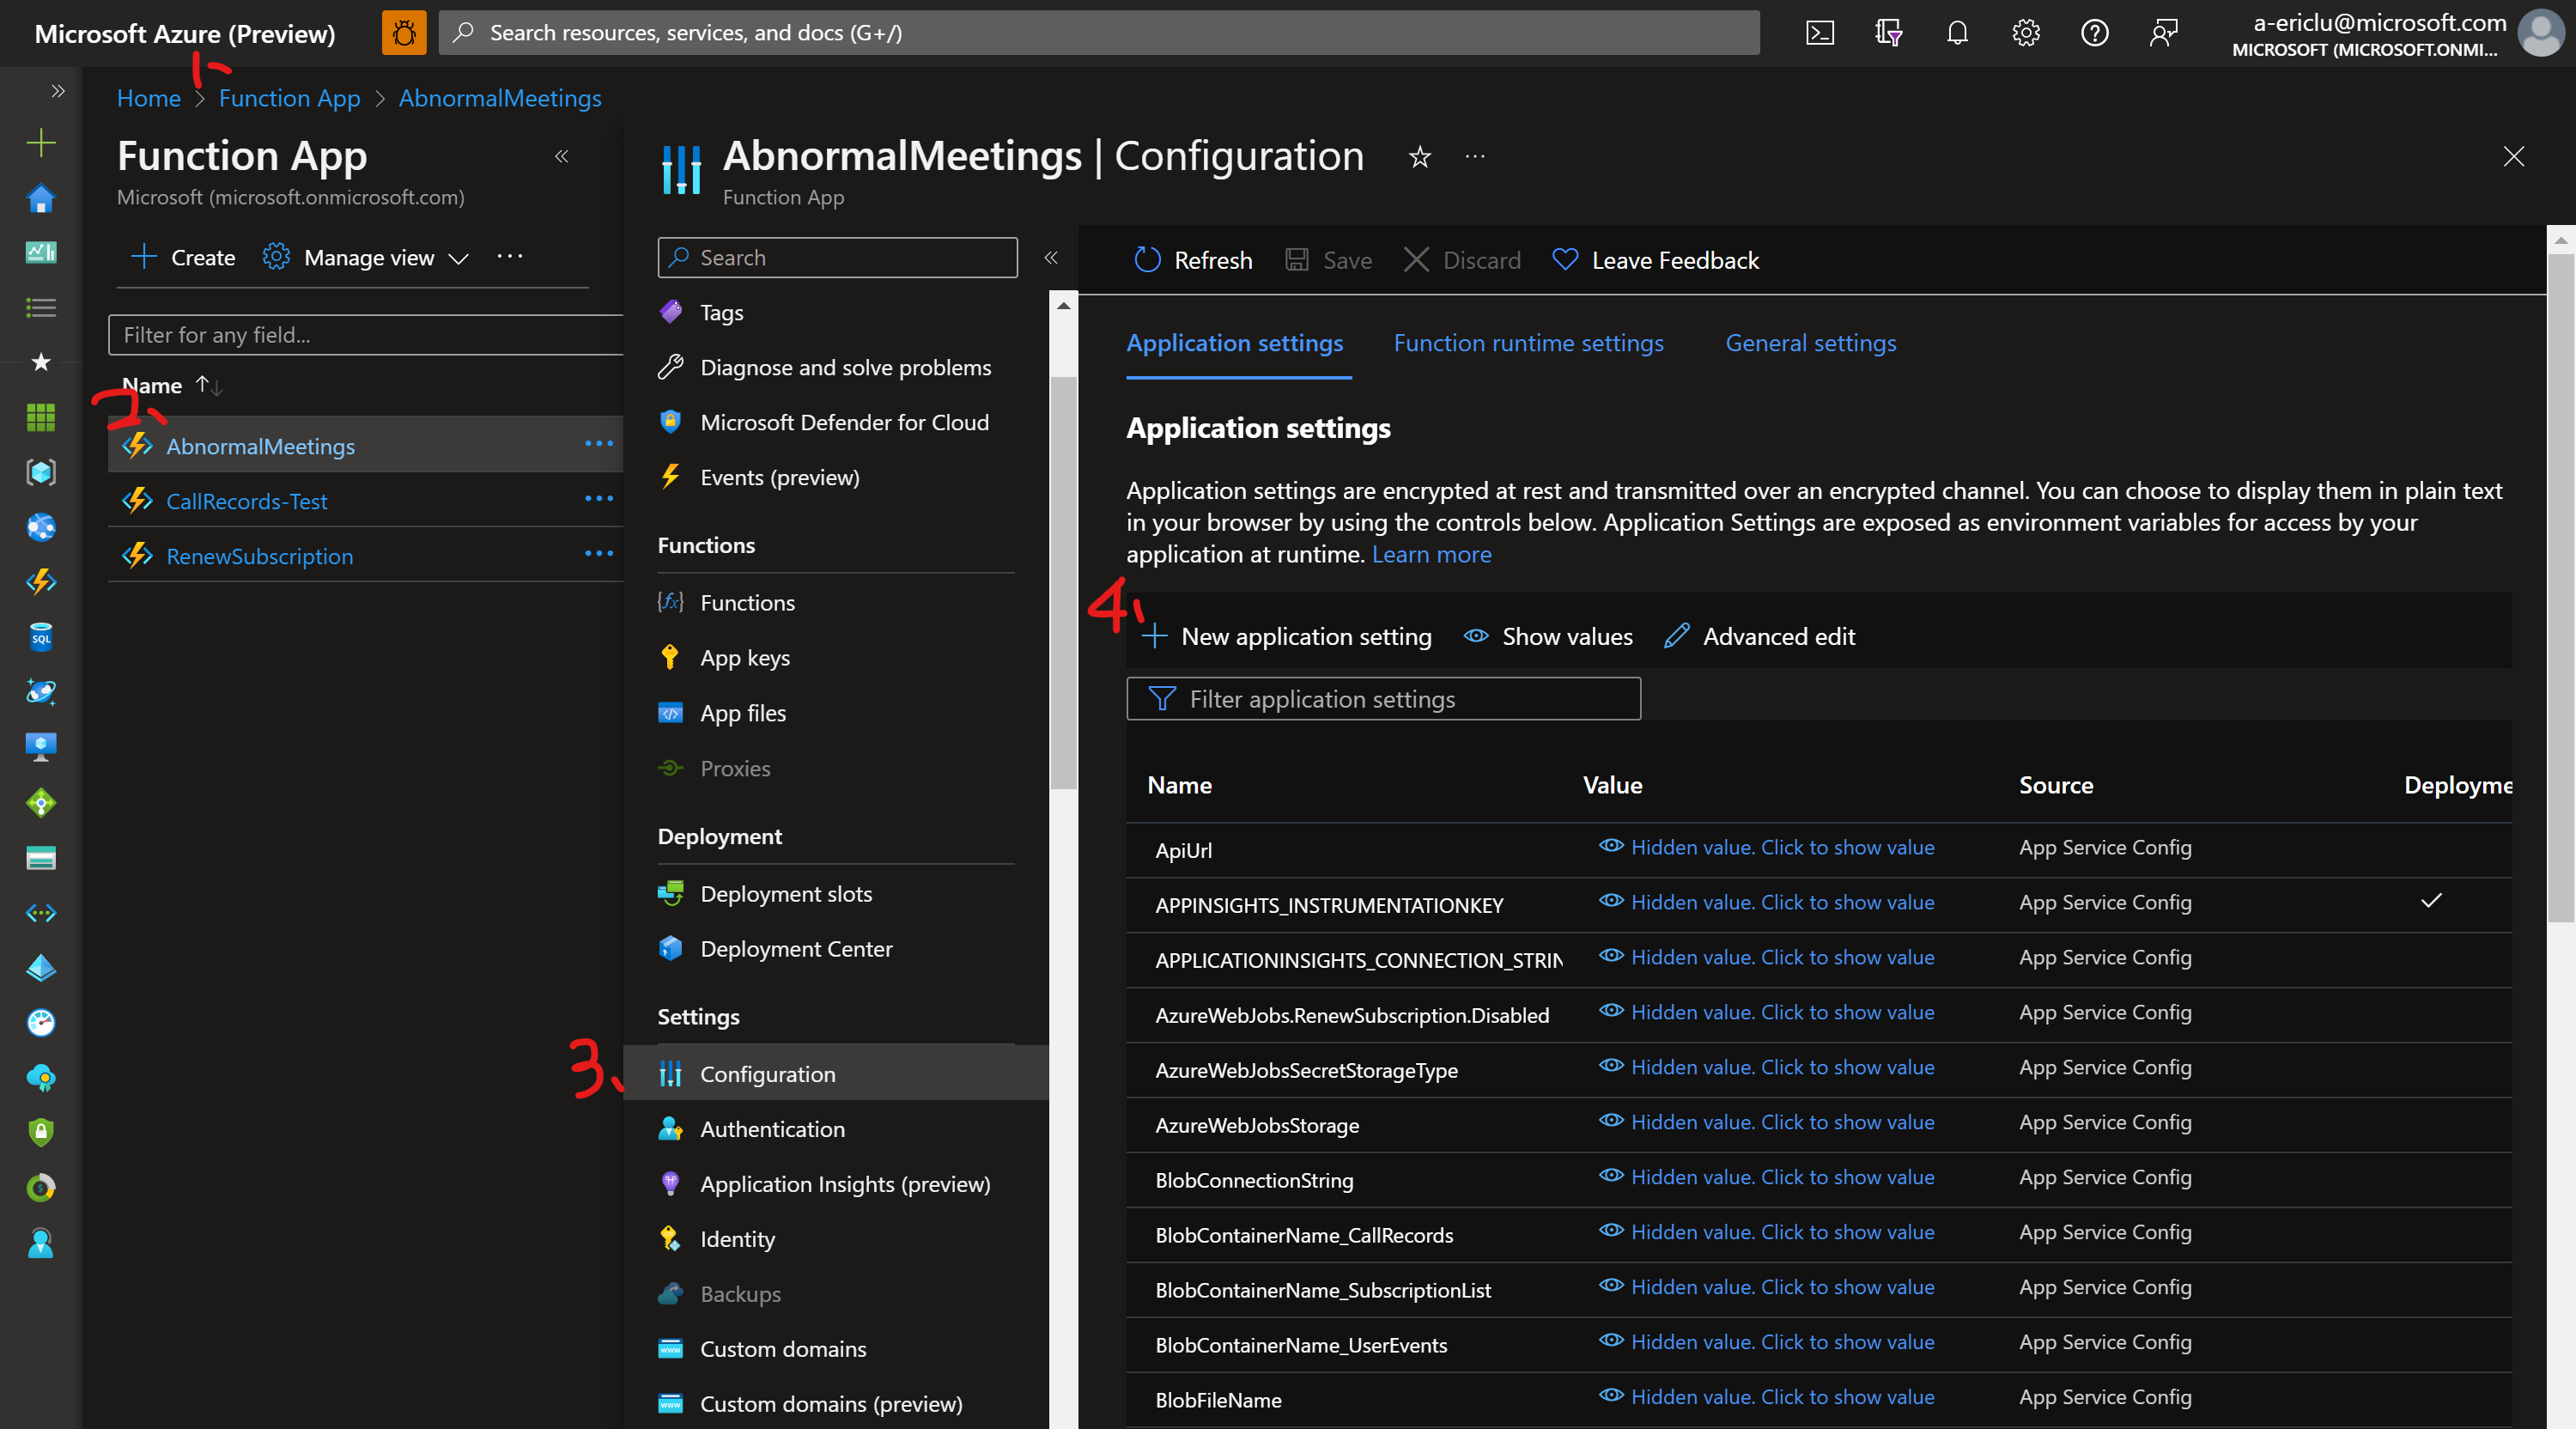 Microsoft Azure (Preview)
Search resources, services, and docs (G+/)
a-ericlu@microsoft.com
MICROSOFT (MICROSOFT.ONMI...
1、
Home > Function App > AbnormalMeetings
Function App
Microsoft (microsoft.onmicrosoft.com)
Create
Manage view
Filter for any field...
Name
2、
AbnormalMeetings
CallRecords-Test
RenewSubscription
AbnormalMeetings | Configuration
Function App
Search
Tags
Diagnose and solve problems
Microsoft Defender for Cloud
Events (preview)
Functions
Functions
App keys
App files
Proxies
Deployment
Deployment slots
Deployment Center
Settings
3、
Configuration
Authentication
Application Insights (preview)
Identity
Backups
Custom domains
Custom domains (preview)
Refresh
Save
Discard
Leave Feedback
Application settings
Function runtime settings
General settings
Application settings
Application settings are encrypted at rest and transmitted over an encrypted channel. You can choose to display them in plain text
in your browser by using the controls below. Application Settings are exposed as environment variables for access by your
application at runtime. Learn more
4、
New application setting
Show values
Advanced edit
Filter application settings
Name Value Source Deployme
ApiUrl Hidden value. Click to show value App Service Config
APPINSIGHTS_INSTRUMENTATIONKEY Hidden value. Click to show value App Service Config
APPLICATIONINSIGHTS_CONNECTION_STRIN Hidden value. Click to show value App Service Config
AzureWebJobs.RenewSubscription.Disabled Hidden value. Click to show value App Service Config
AzureWebJobsSecretStorageType Hidden value. Click to show value App Service Config
AzureWebJobsStorage Hidden value. Click to show value App Service Config
BlobConnectionString Hidden value. Click to show value App Service Config
BlobContainerName_CallRecords Hidden value. Click to show value App Service Config
BlobContainerName_SubscriptionList Hidden value. Click to show value App Service Config
BlobContainerName_UserEvents Hidden value. Click to show value App Service Config
BlobFileName Hidden value. Click to show value App Service Config